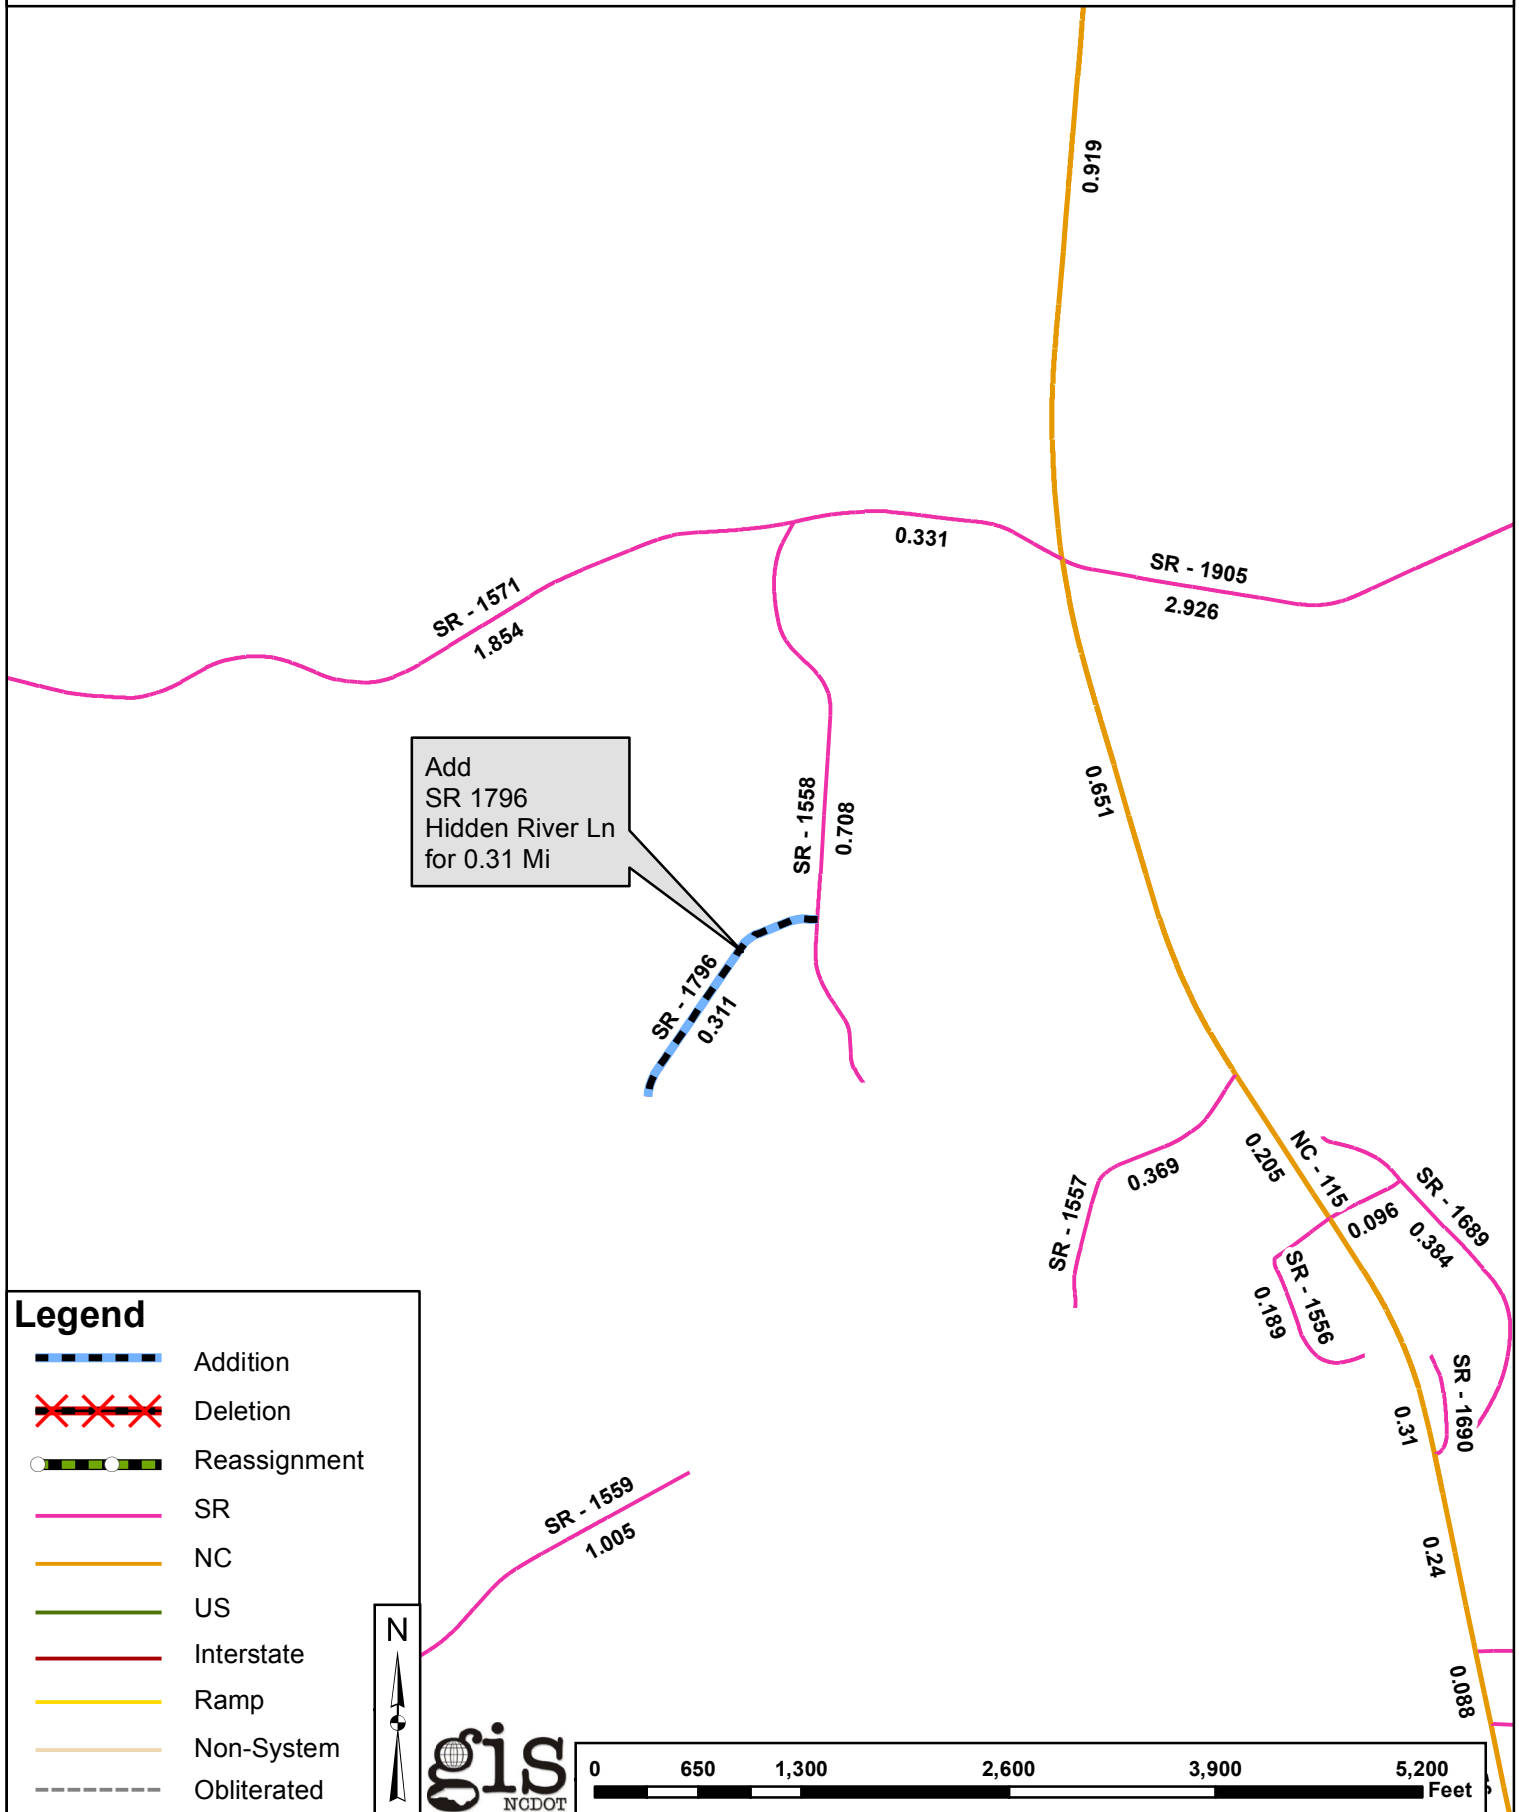 0.919
0.331
SR - 1905
2.926
SR - 1571
1.854
Add
SR 1796
Hidden River Ln
for 0.31 Mi
SR - 1558
0.708
0.651
SR - 1796
0.311
SR - 1557
0.369
0.205
NC - 115
0.096
SR - 1689
0.384
SR - 1556
0.189
SR - 1690
0.31
SR - 1559
1.005
0.24
0.088
Legend
Addition
Deletion
Reassignment
SR
NC
US
Interstate
Ramp
Non-System
Obliterated
N
gis
NCDOT
0 650 1,300 2,600 3,900 5,200
Feet